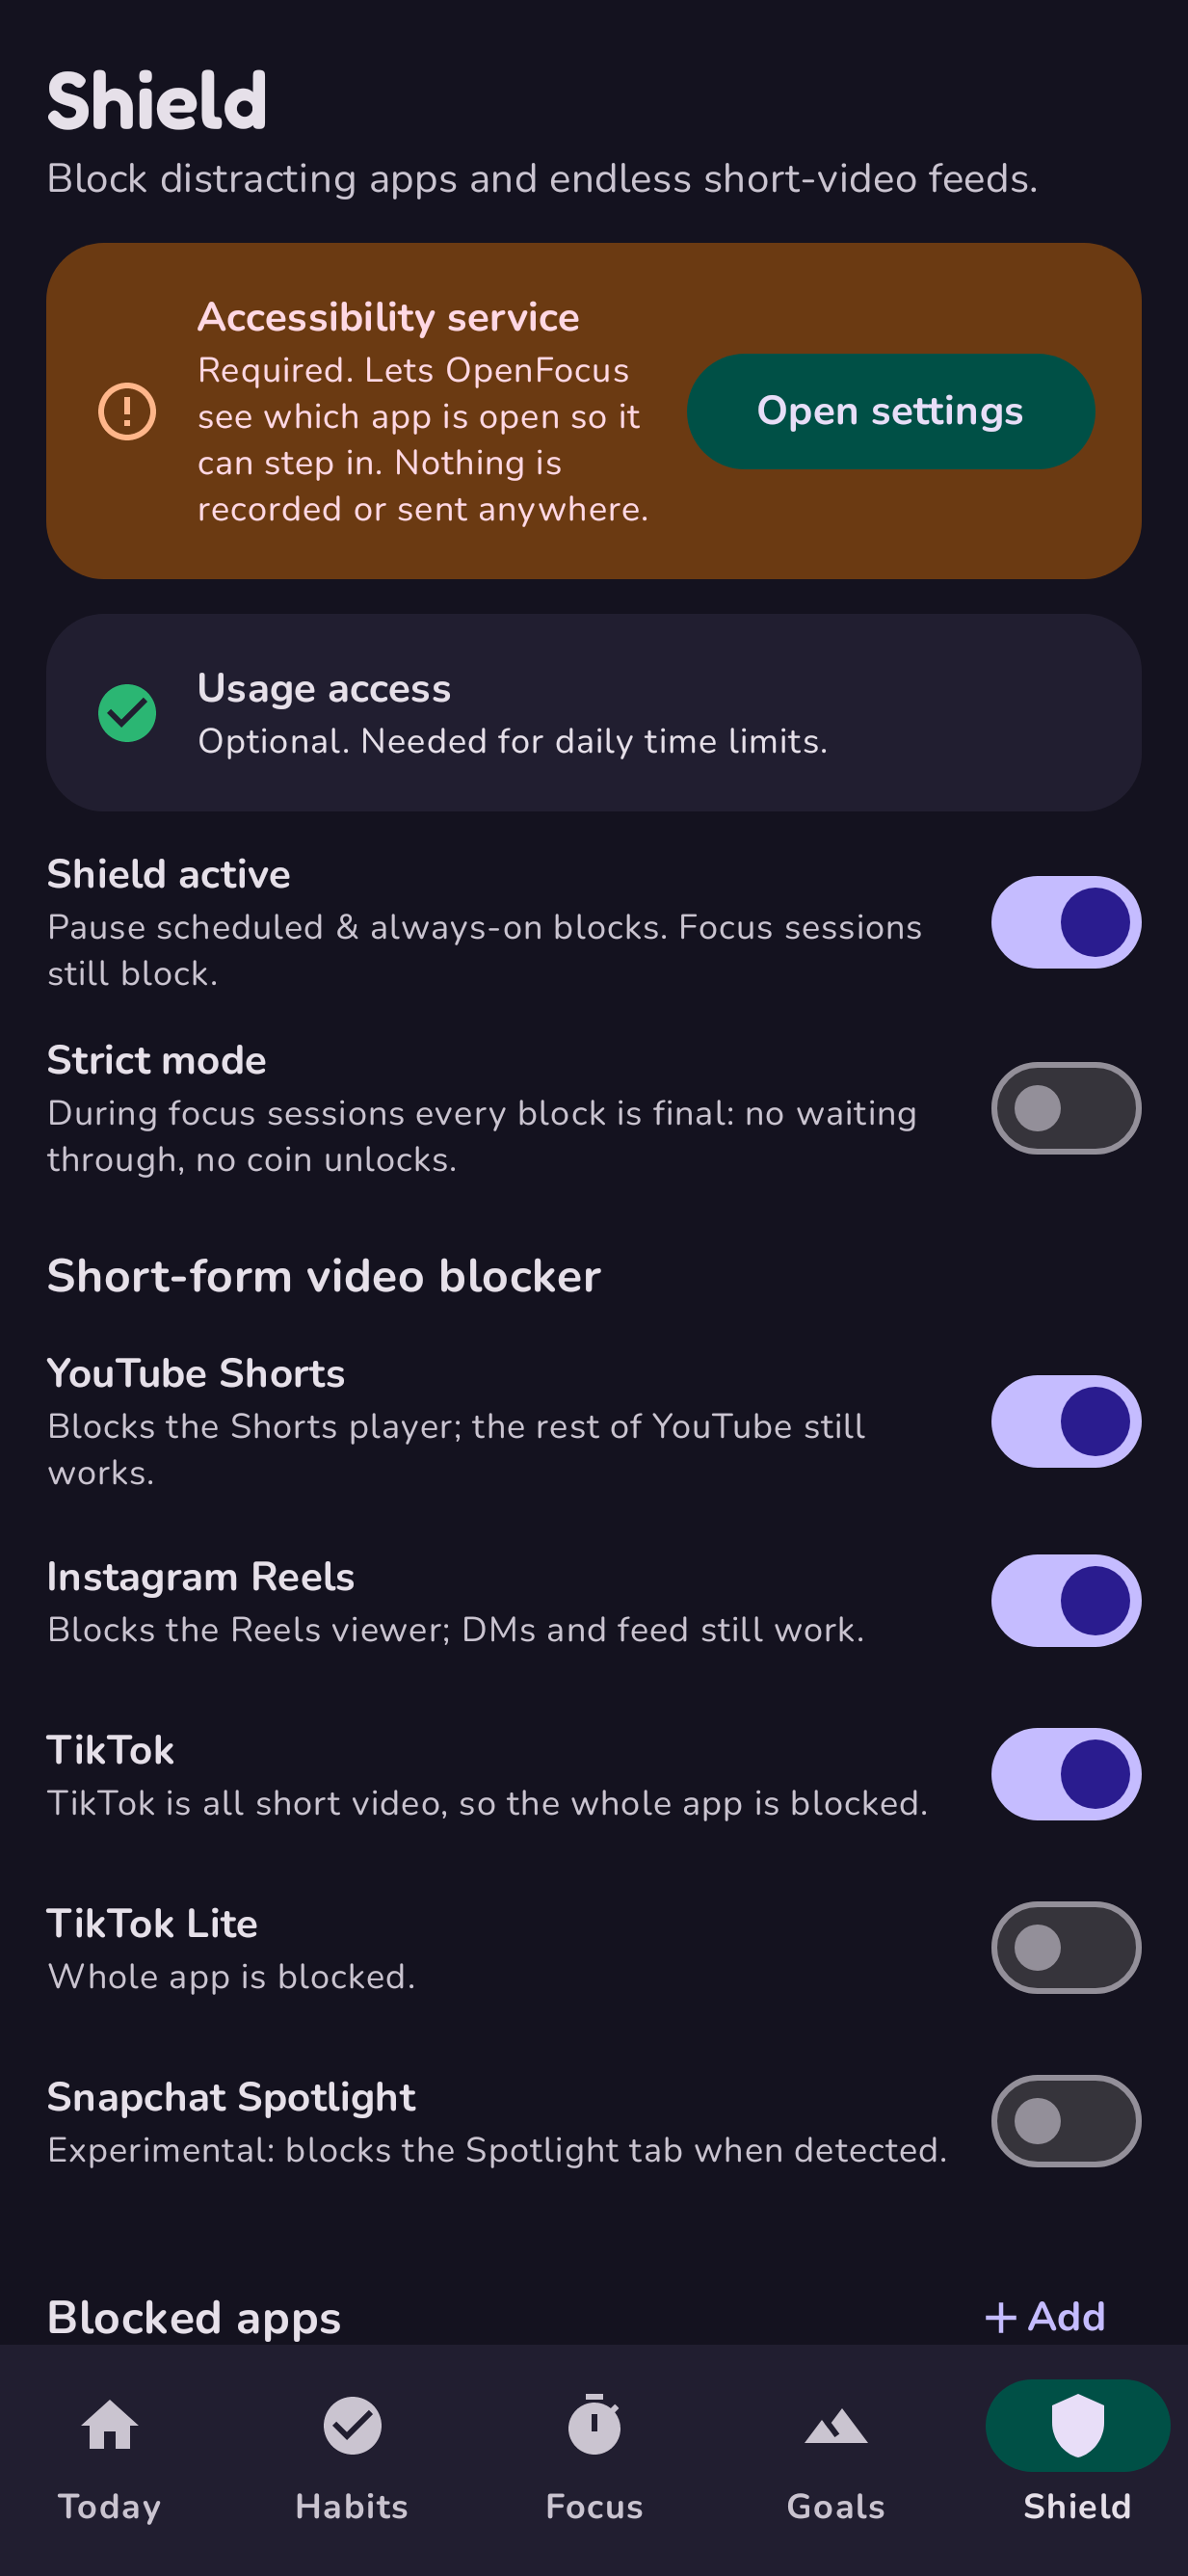 Shield
Block distracting apps and endless short-video feeds.
Accessibility service
Required. Lets OpenFocus
see which app is open so it
can step in. Nothing is
recorded or sent anywhere.
Open settings
Usage access
Optional. Needed for daily time limits.
Shield active
Pause scheduled & always-on blocks. Focus sessions
still block.
Strict mode
During focus sessions every block is final: no waiting
through, no coin unlocks.
Short-form video blocker
YouTube Shorts
Blocks the Shorts player; the rest of YouTube still
works.
Instagram Reels
Blocks the Reels viewer; DMs and feed still work.
TikTok
TikTok is all short video, so the whole app is blocked.
TikTok Lite
Whole app is blocked.
Snapchat Spotlight
Experimental: blocks the Spotlight tab when detected.
Blocked apps
+ Add
Today
Habits
Focus
Goals
Shield